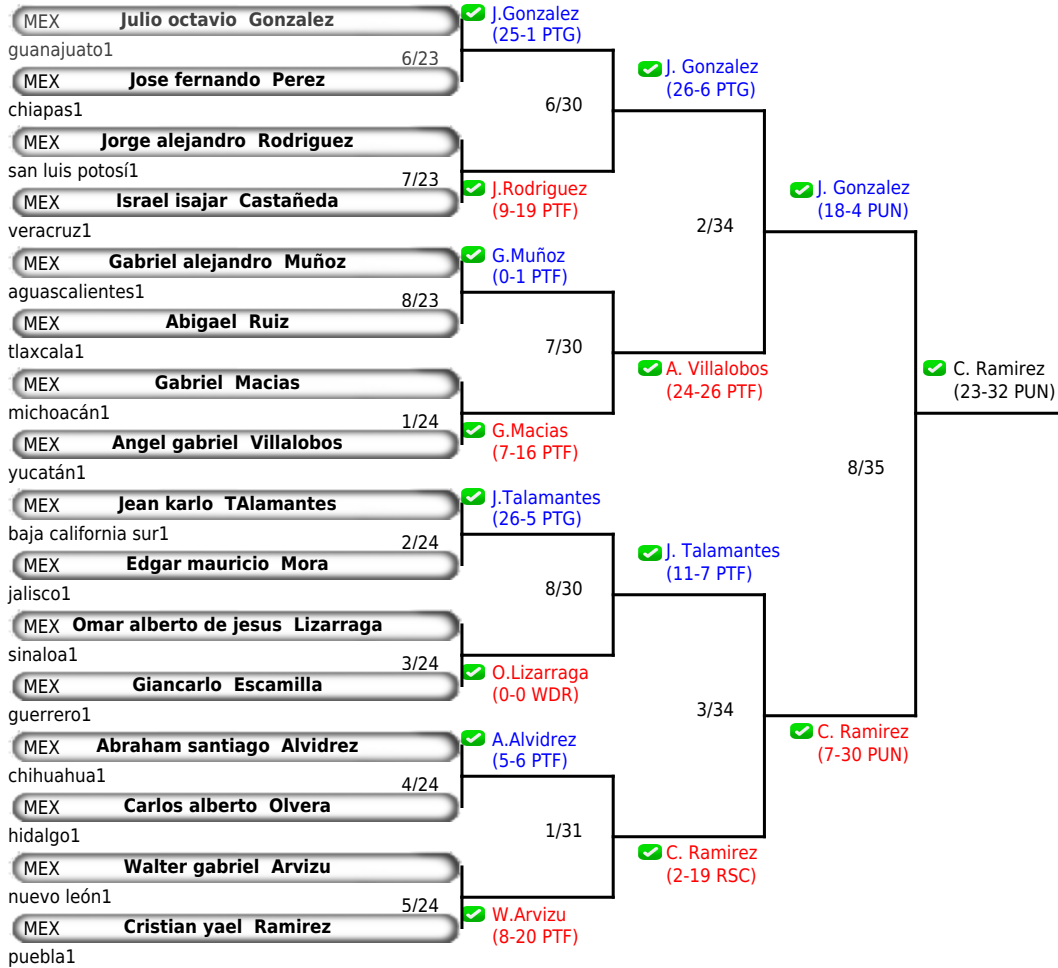 MEX Julio octavio Gonzalez
guanajuato1
6/23
MEX Jose fernando Perez
chiapas1
MEX Jorge alejandro Rodriguez
san luis potosí1
7/23
MEX Israel isajar Castañeda
veracruz1
MEX Gabriel alejandro Muñoz
aguascalientes1
8/23
MEX Abigael Ruiz
tlaxcala1
MEX Gabriel Macias
michoacán1
1/24
MEX Angel gabriel Villalobos
yucatán1
MEX Jean karlo TAlamantes
baja california sur1
2/24
MEX Edgar mauricio Mora
jalisco1
MEX Omar alberto de jesus Lizarraga
sinaloa1
3/24
MEX Giancarlo Escamilla
guerrero1
MEX Abraham santiago Alvidrez
chihuahua1
4/24
MEX Carlos alberto Olvera
hidalgo1
MEX Walter gabriel Arvizu
nuevo león1
5/24
MEX Cristian yael Ramirez
puebla1
J.Gonzalez
(25-1 PTG)
6/30
J.Rodriguez
(9-19 PTF)
G.Muñoz
(0-1 PTF)
7/30
G.Macias
(7-16 PTF)
J.Talamantes
(26-5 PTG)
8/30
O.Lizarraga
(0-0 WDR)
A.Alvidrez
(5-6 PTF)
1/31
W.Arvizu
(8-20 PTF)
J. Gonzalez
(26-6 PTG)
2/34
A. Villalobos
(24-26 PTF)
J. Talamantes
(11-7 PTF)
3/34
C. Ramirez
(2-19 RSC)
J. Gonzalez
(18-4 PUN)
8/35
C. Ramirez
(7-30 PUN)
C. Ramirez
(23-32 PUN)